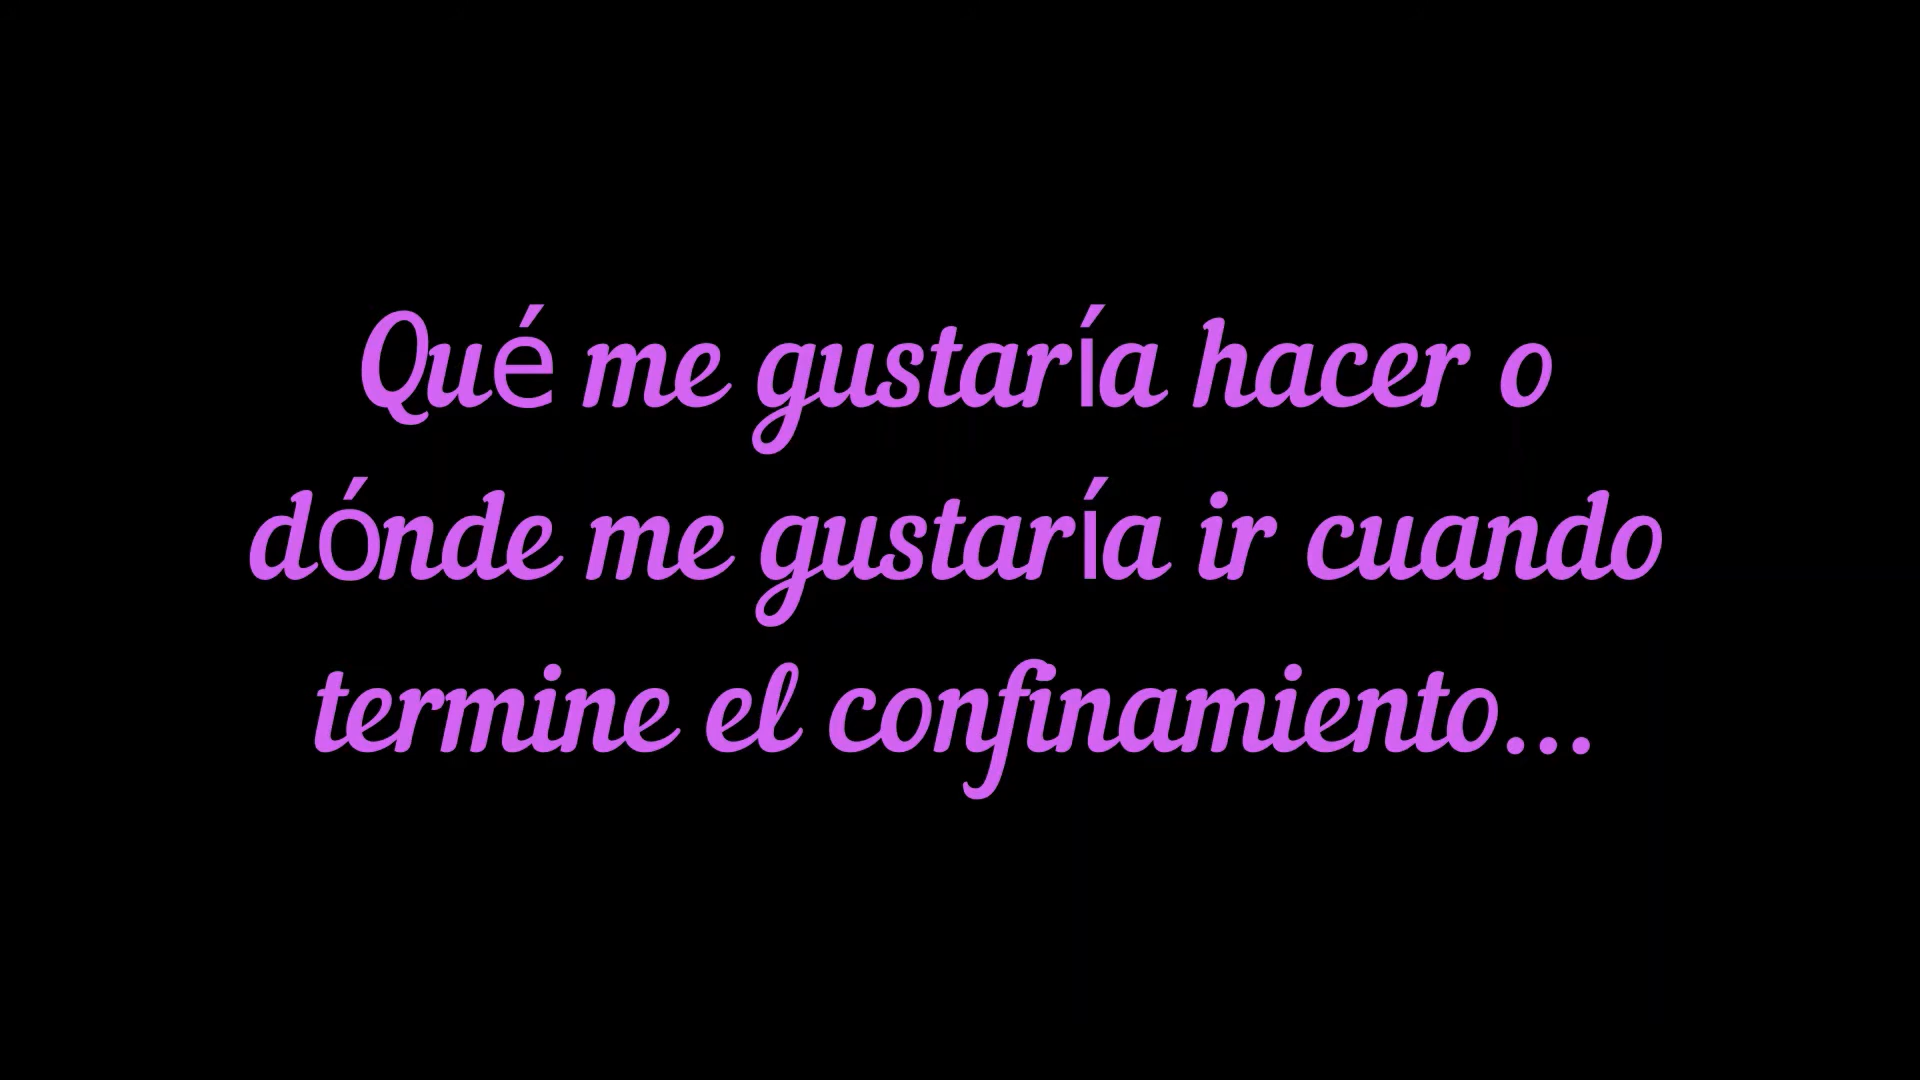 Qué me gustaría hacer o
dónde me gustaría ir cuando
termine el confinamiento...